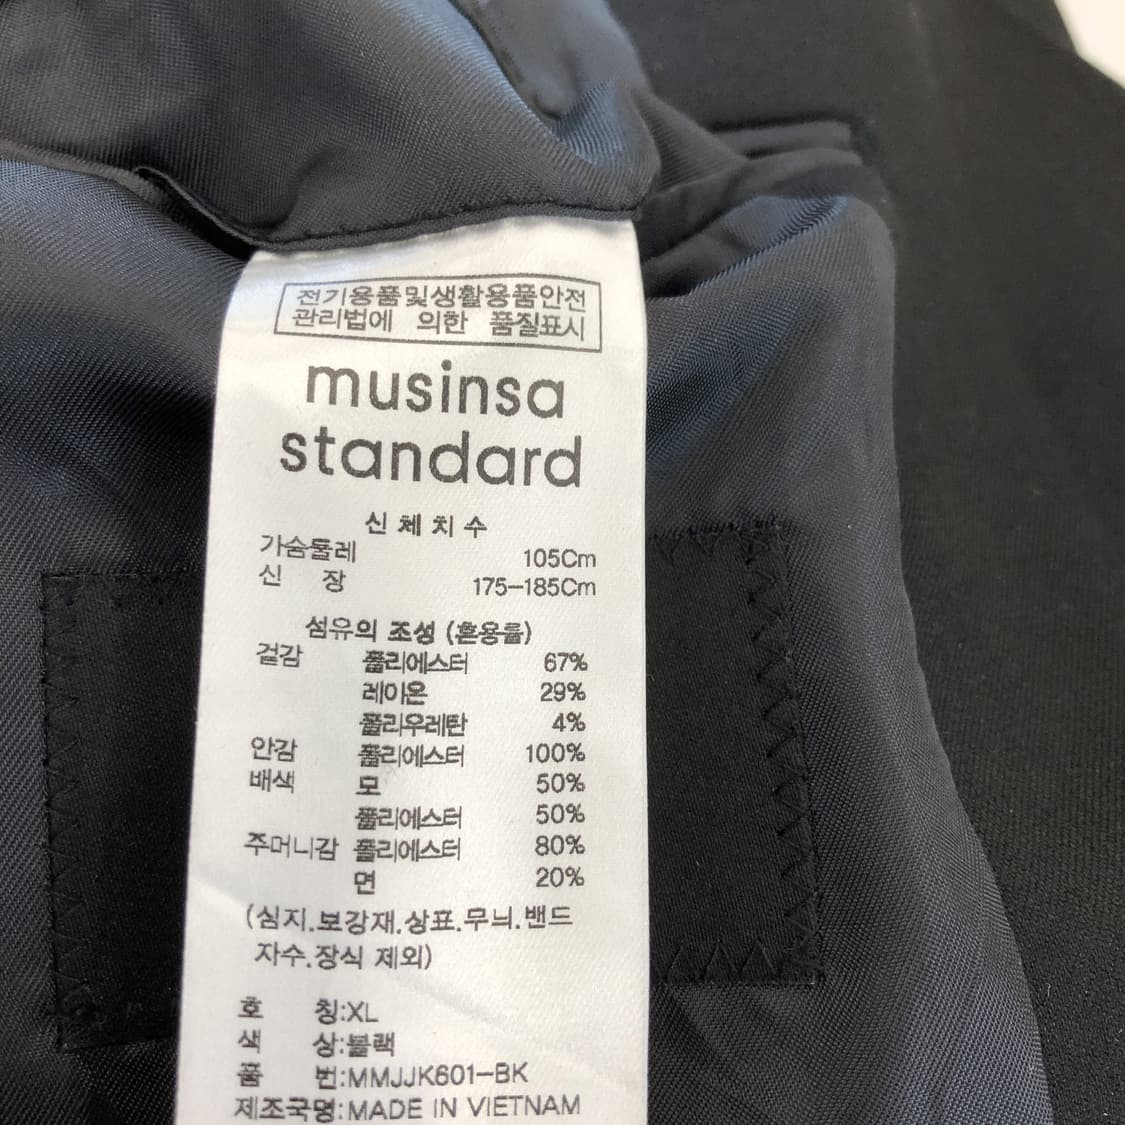 전기용품및생활용품안전
관리법에 의한 품질표시
musinsa
standard
신체치수
가슴둘레 105Cm
신 장 175-185Cm
섬유의 조성 (혼용률)
겉감 폴리에스터 67%
레이온 29%
폴리우레탄 4%
안감 폴리에스터 100%
배색 모 50%
폴리에스터 50%
주머니감 폴리에스터 80%
면 20%
(심지.보강재.상표.무늬.밴드
자수.장식 제외)
호 칭:XL
색 상:블랙
품 번:MMJJK601-BK
제조국명:MADE IN VIETNAM